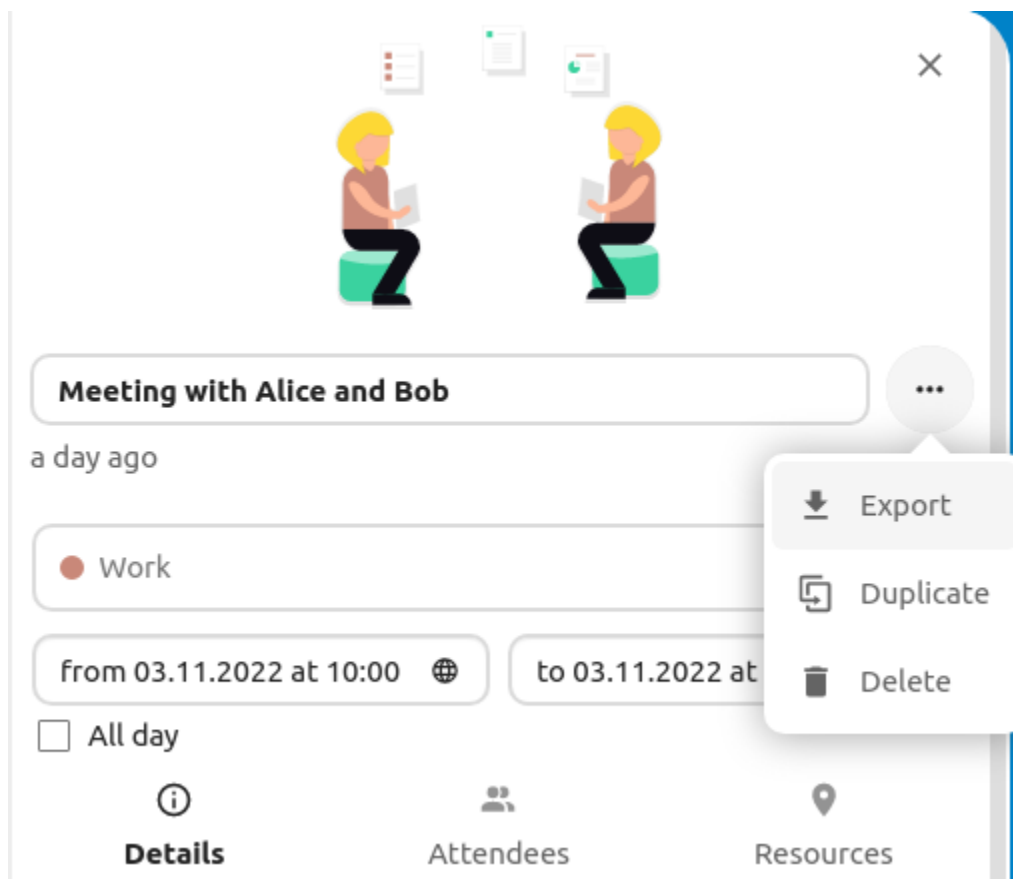 Meeting with Alice and Bob
a day ago
Export
Work
Duplicate
from 03.11.2022 at 10:00
to 03.11.2022 at
Delete
All day
Details
Attendees
Resources